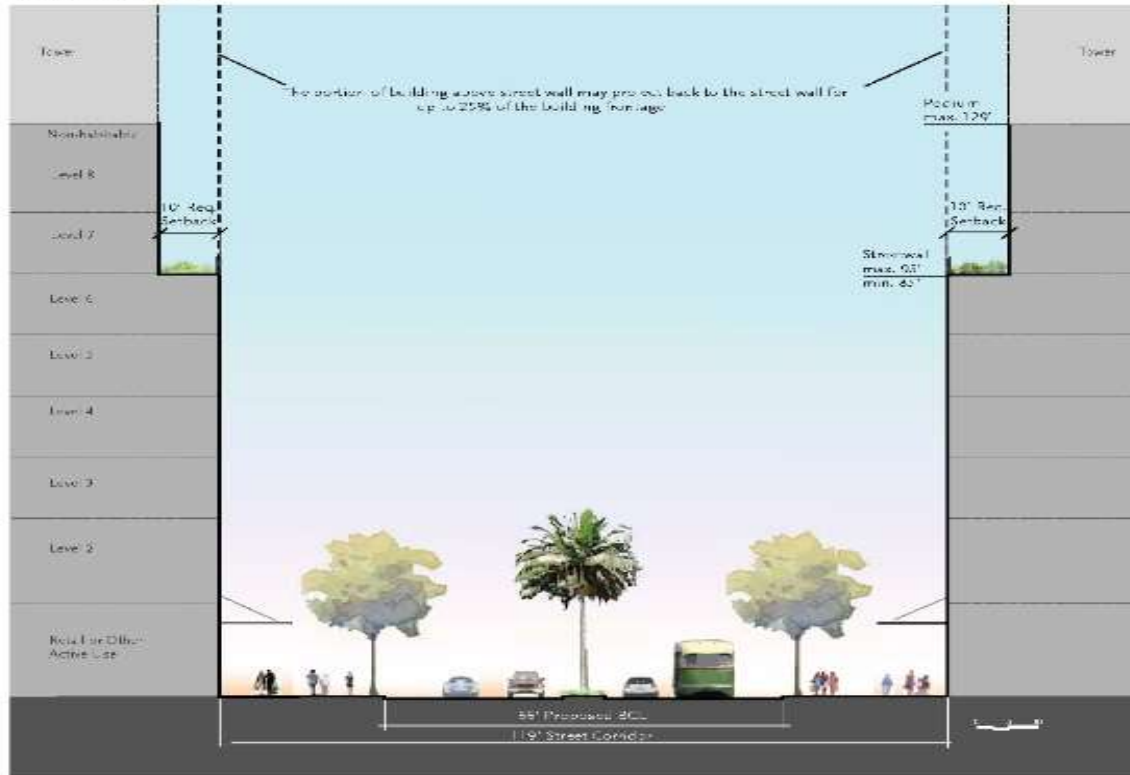 Tower
Tower
The portion of building above street wall may project back to the street wall for
up to 25% of the building frontage
Podium
max. 129'
Non-habitable
Level 8
10' Req.
Setback
10' Req.
Setback
Level 7
Streetwall
max. 95'
min. 85'
Level 6
Level 5
Level 4
Level 3
Level 2
Retail or Other
Active Use
Proposed
119' Street Corridor